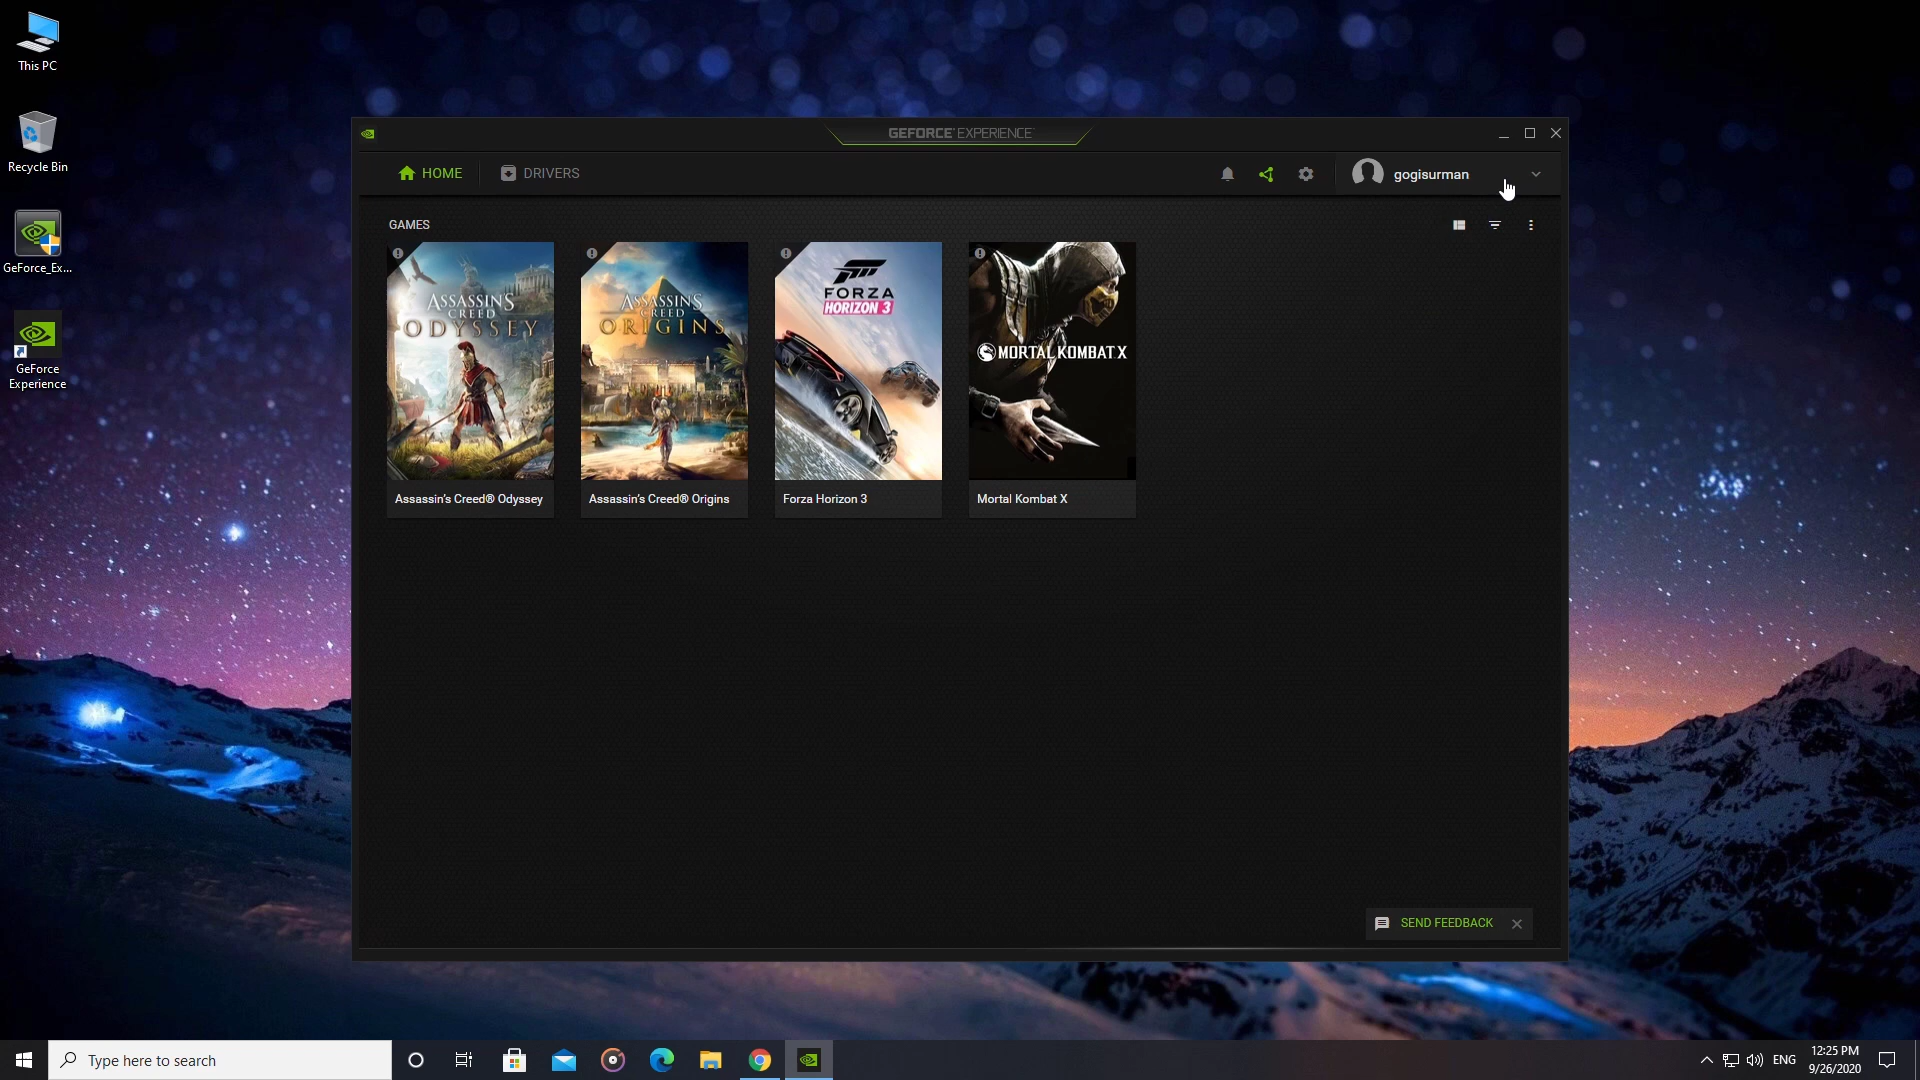 This PC
Recycle Bin
GeForce_Ex...
GeForce
Experience
GEFORCE EXPERIENCE
HOME
DRIVERS
gogisurman
GAMES
ASSASSIN'S
CREED
ODYSSEY
Assassin's Creed® Odyssey
ASSASSIN'S
CREED
ORIGINS
Assassin's Creed® Origins
FORZA
HORIZON 3
Forza Horizon 3
MORTAL KOMBAT X
Mortal Kombat X
SEND FEEDBACK
Type here to search
ENG
12:25 PM
9/26/2020